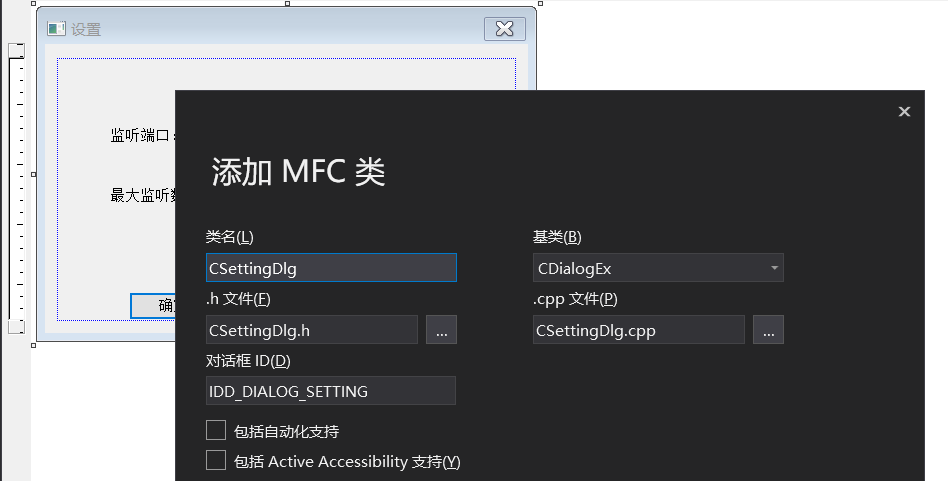 设置
监听端口:
最大监听
添加 MFC 类
类名(L)
基类(B)
CSettingDlg
CDialogEx
.h 文件(F)
.cpp 文件(P)
CSettingDlg.h
...
CSettingDlg.cpp
...
对话框 ID(D)
IDD_DIALOG_SETTING
包括自动化支持
包括 Active Accessibility 支持(Y)